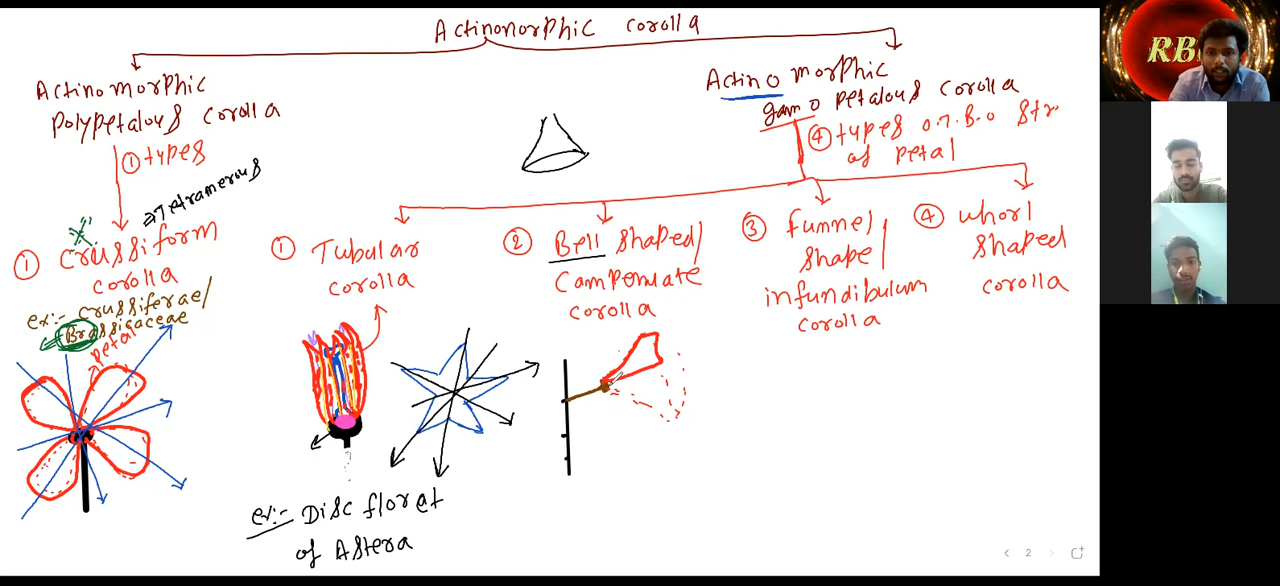 Actinomorphic corolla
Actinomorphic
polypetalous corolla
① types
⇒Tetramerous
① Crussiform
corolla
ex:- Crussiferae/
Brassicaceae
petal
Actinomorphic
gamopetalous corolla
④ types O.T.B.O Str
of petal
① Tubular
corolla
② Bell shaped/
Campenulate
corolla
③ funnel
shape/
infundibulum
corolla
④ Whorl
shaped
corolla
ex:- Disc floret
of Astera
RB
2